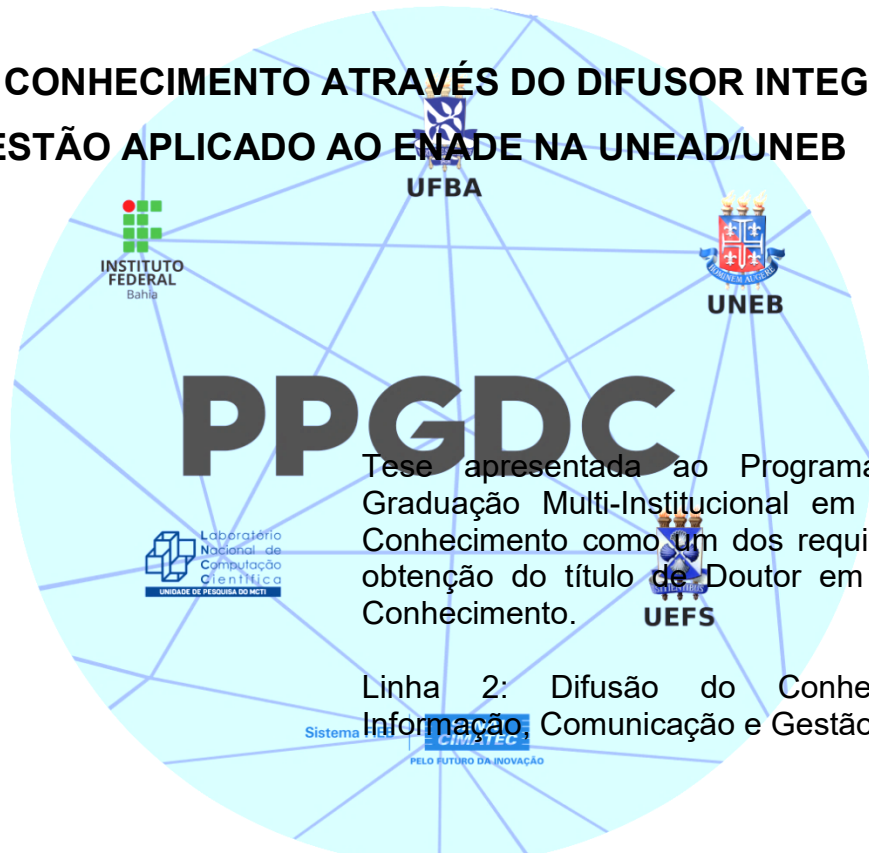 CONHECIMENTO ATRAVÉS DO DIFUSOR INTEG
ESTÃO APLICADO AO ENADE NA UNEAD/UNEB
UFBA
INSTITUTO
FEDERAL
Bahia
HOMINEM AUGERE
UNEB
PPGDC
Tese apresentada ao Programa
Graduação Multi-Institucional em
Conhecimento como um dos requi
obtenção do título de Doutor em
Conhecimento.
Laboratório
Nacional de
Computação
Científica
UNIDADE DE PESQUISA DO MCTI
UEFS
Linha 2: Difusão do Conhe
Informação, Comunicação e Gestão
Sistema
CIMATEC
PELO FUTURO DA INOVAÇÃO